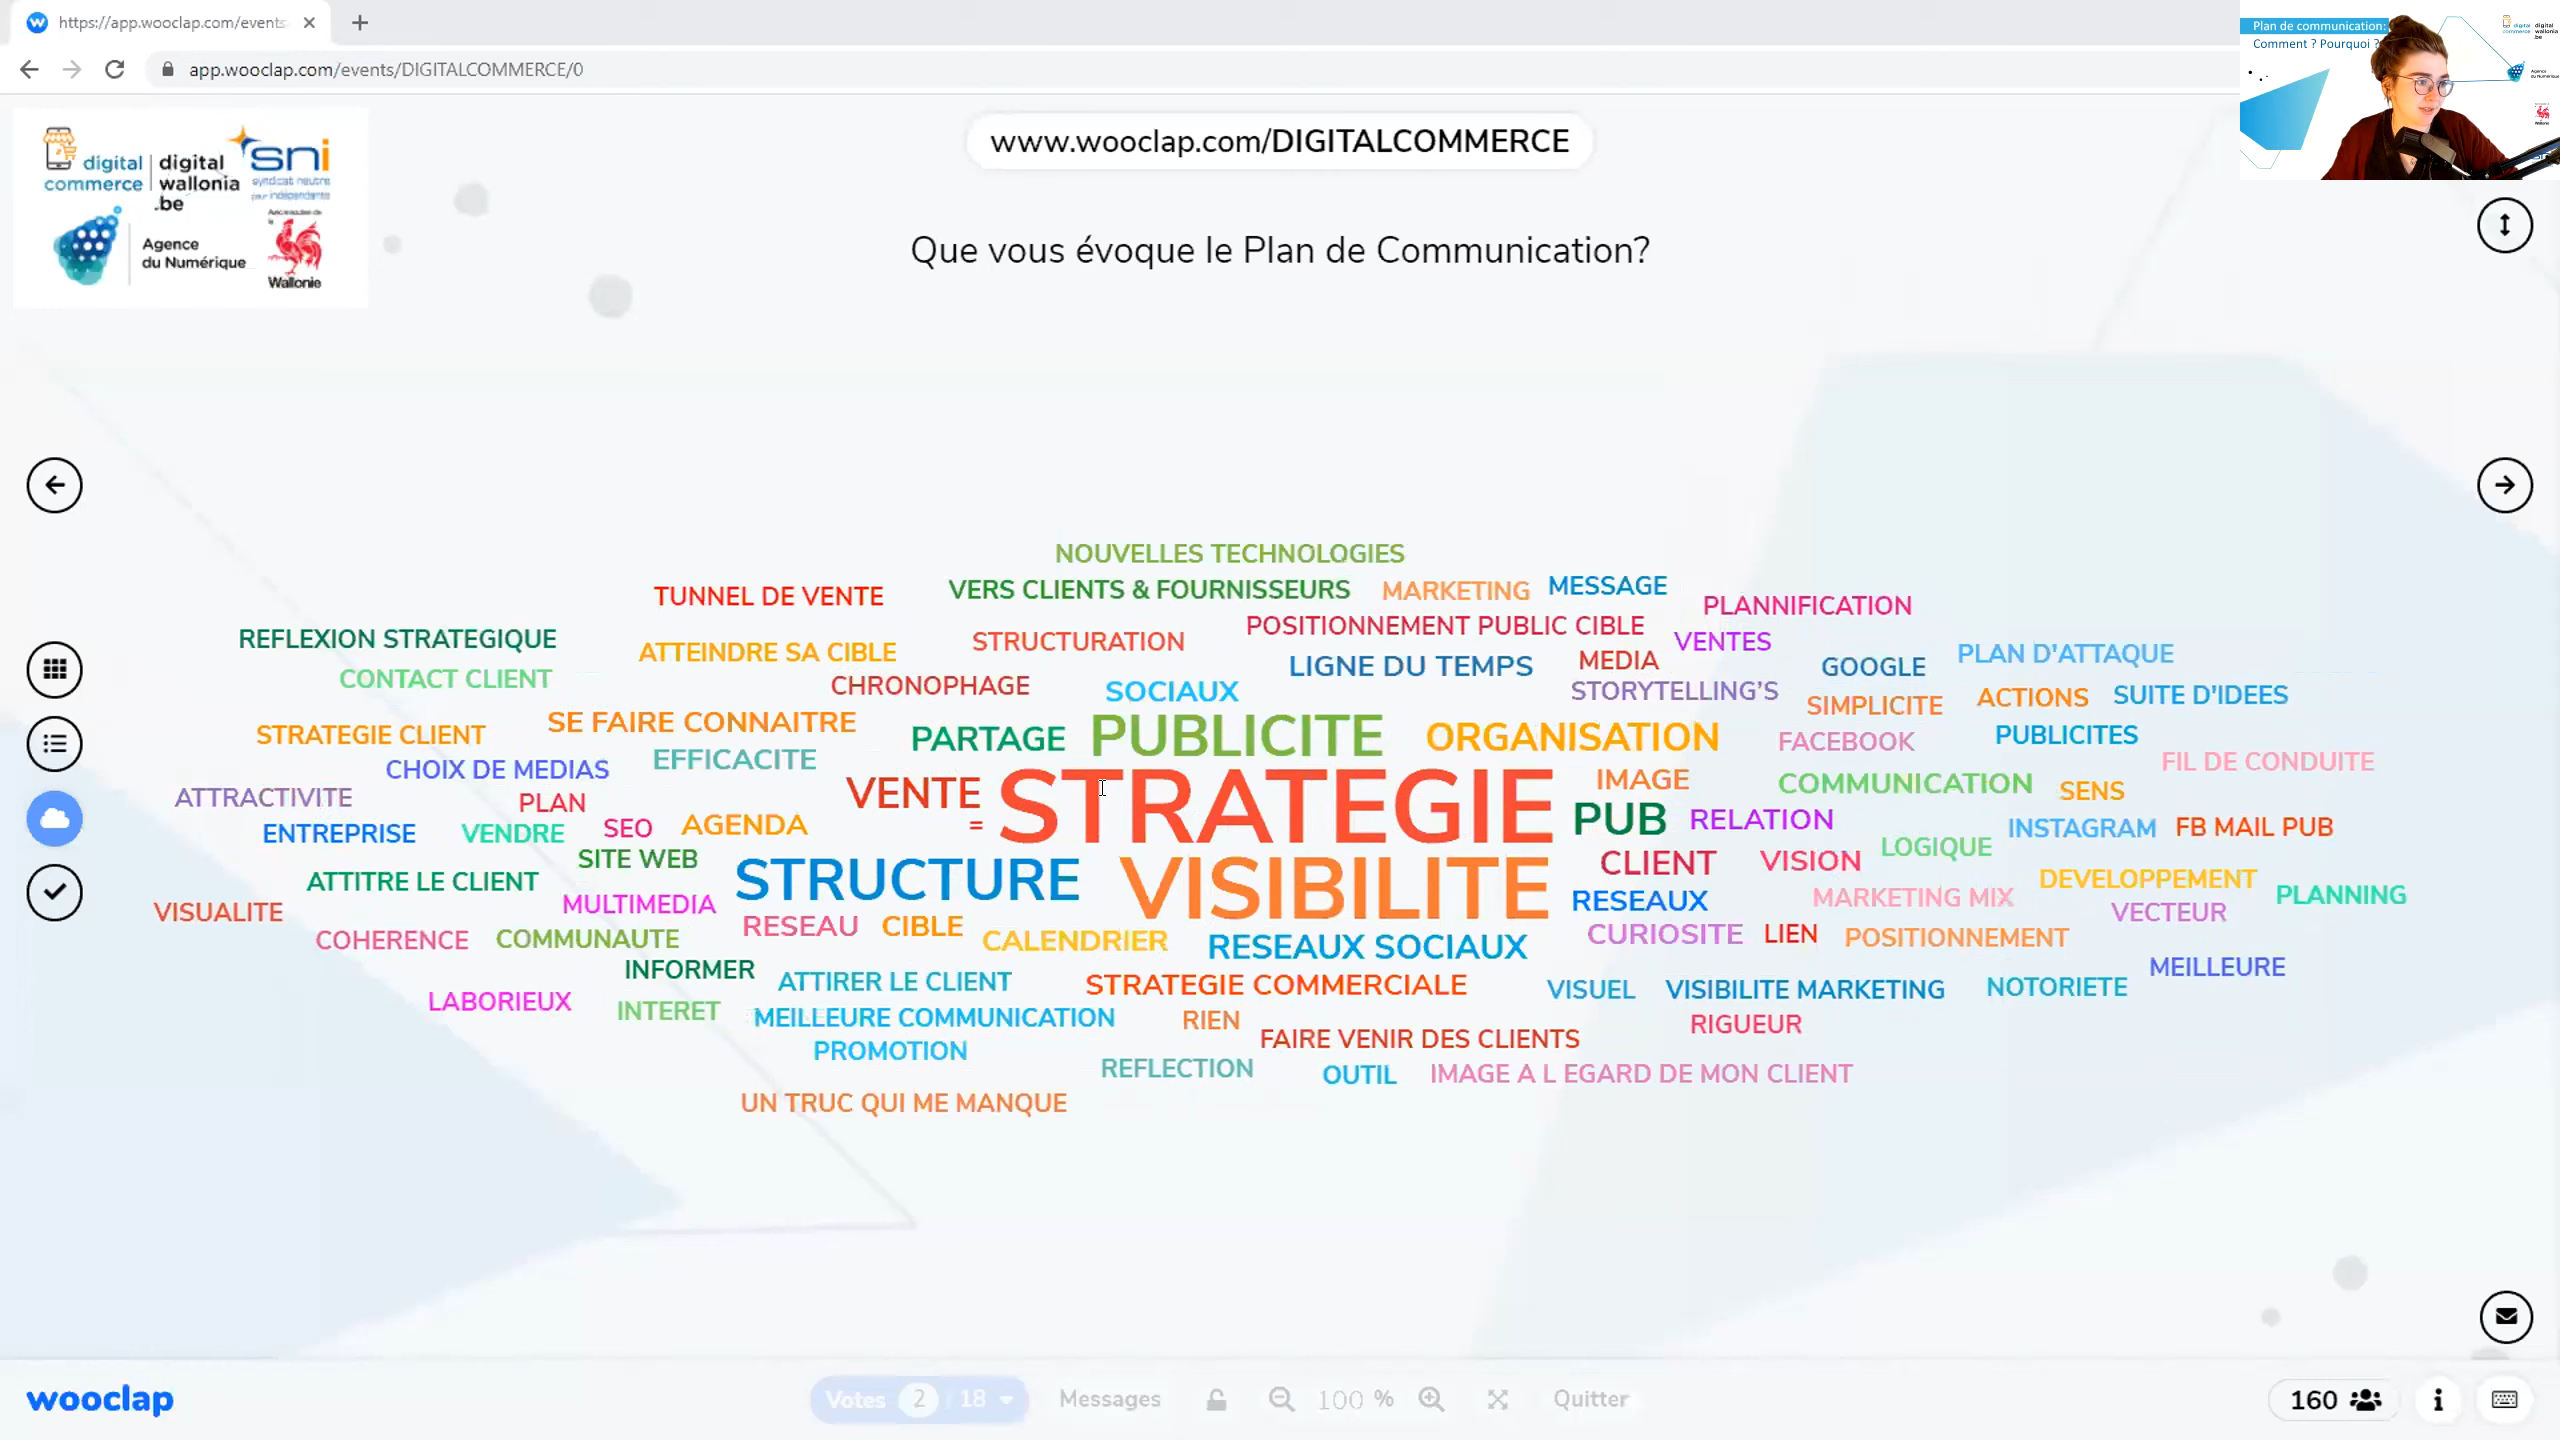 https://app.wooclap.com/events
app.wooclap.com/events/DIGITALCOMMERCE/0
Plan de communication:
Comment ? Pourquoi ?
digital commerce
digital wallonia .be
sni
syndicat neutre
pour indépendants
Agence du Numérique
Wallonie
www.wooclap.com/DIGITALCOMMERCE
Que vous évoque le Plan de Communication?
NOUVELLES TECHNOLOGIES
TUNNEL DE VENTE VERS CLIENTS & FOURNISSEURS MARKETING MESSAGE PLANNIFICATION
REFLEXION STRATEGIQUE ATTEINDRE SA CIBLE STRUCTURATION POSITIONNEMENT PUBLIC CIBLE VENTES
CONTACT CLIENT CHRONOPHAGE SOCIAUX LIGNE DU TEMPS MEDIA GOOGLE PLAN D'ATTAQUE
STORYTELLING'S SIMPLICITE ACTIONS SUITE D'IDEES
STRATEGIE CLIENT SE FAIRE CONNAITRE PARTAGE PUBLICITE ORGANISATION FACEBOOK PUBLICITES
CHOIX DE MEDIAS EFFICACITE FIL DE CONDUITE
ATTRACTIVITE PLAN VENTE STRATEGIE IMAGE COMMUNICATION SENS
ENTREPRISE VENDRE SEO AGENDA = PUB RELATION INSTAGRAM FB MAIL PUB
SITE WEB LOGIQUE
ATTITRE LE CLIENT STRUCTURE VISIBILITE CLIENT VISION DEVELOPPEMENT
VISUALITE MULTIMEDIA RESEAUX MARKETING MIX VECTEUR PLANNING
COHERENCE COMMUNAUTE RESEAU CIBLE CALENDRIER RESEAUX SOCIAUX CURIOSITE LIEN POSITIONNEMENT
INFORMER ATTIRER LE CLIENT STRATEGIE COMMERCIALE VISUEL VISIBILITE MARKETING NOTORIETE MEILLEURE
LABORIEUX INTERET MEILLEURE COMMUNICATION RIEN RIGUEUR
PROMOTION FAIRE VENIR DES CLIENTS
REFLECTION OUTIL IMAGE A L EGARD DE MON CLIENT
UN TRUC QUI ME MANQUE
wooclap
Votes 2 / 18
Messages
100 %
Quitter
160